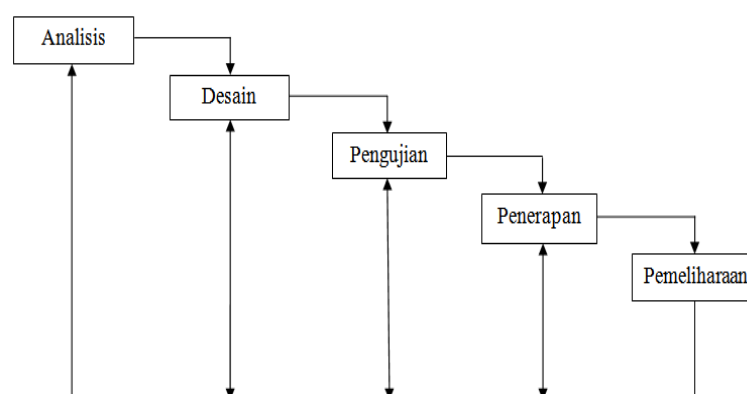 Analisis
Desain
Pengujian
Penerapan
Pemeliharaan